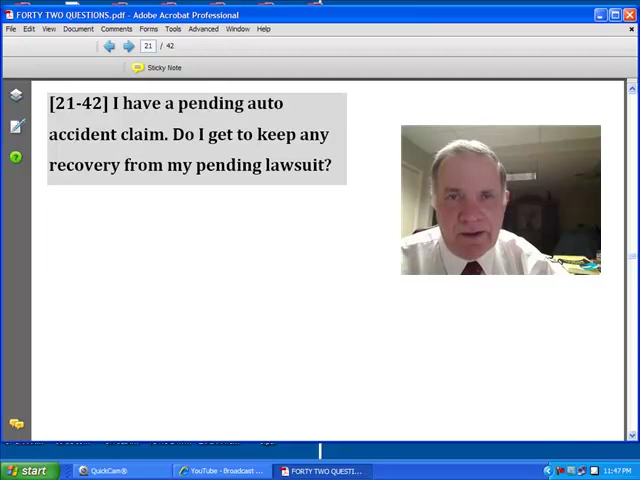 FORTY TWO QUESTIONS.pdf - Adobe Acrobat Professional
File Edit View Document Comments Forms Tools Advanced Window Help
21 / 42
Sticky Note
[21-42] I have a pending auto
accident claim. Do I get to keep any
recovery from my pending lawsuit?
start QuickCam® YouTube - Broadcast ... FORTY TWO QUESTI... 11:47 PM